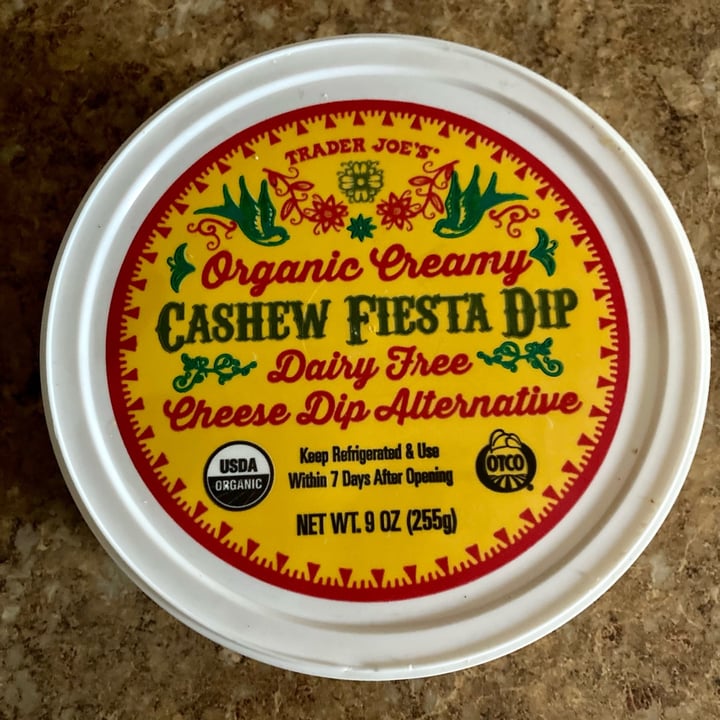 TRADER JOE'S®
Organic Creamy
CASHEW FIESTA DIP
Dairy Free
Cheese Dip Alternative
USDA
ORGANIC
Keep Refrigerated & Use
Within 7 Days After Opening
OTCO
NET WT. 9 OZ (255g)